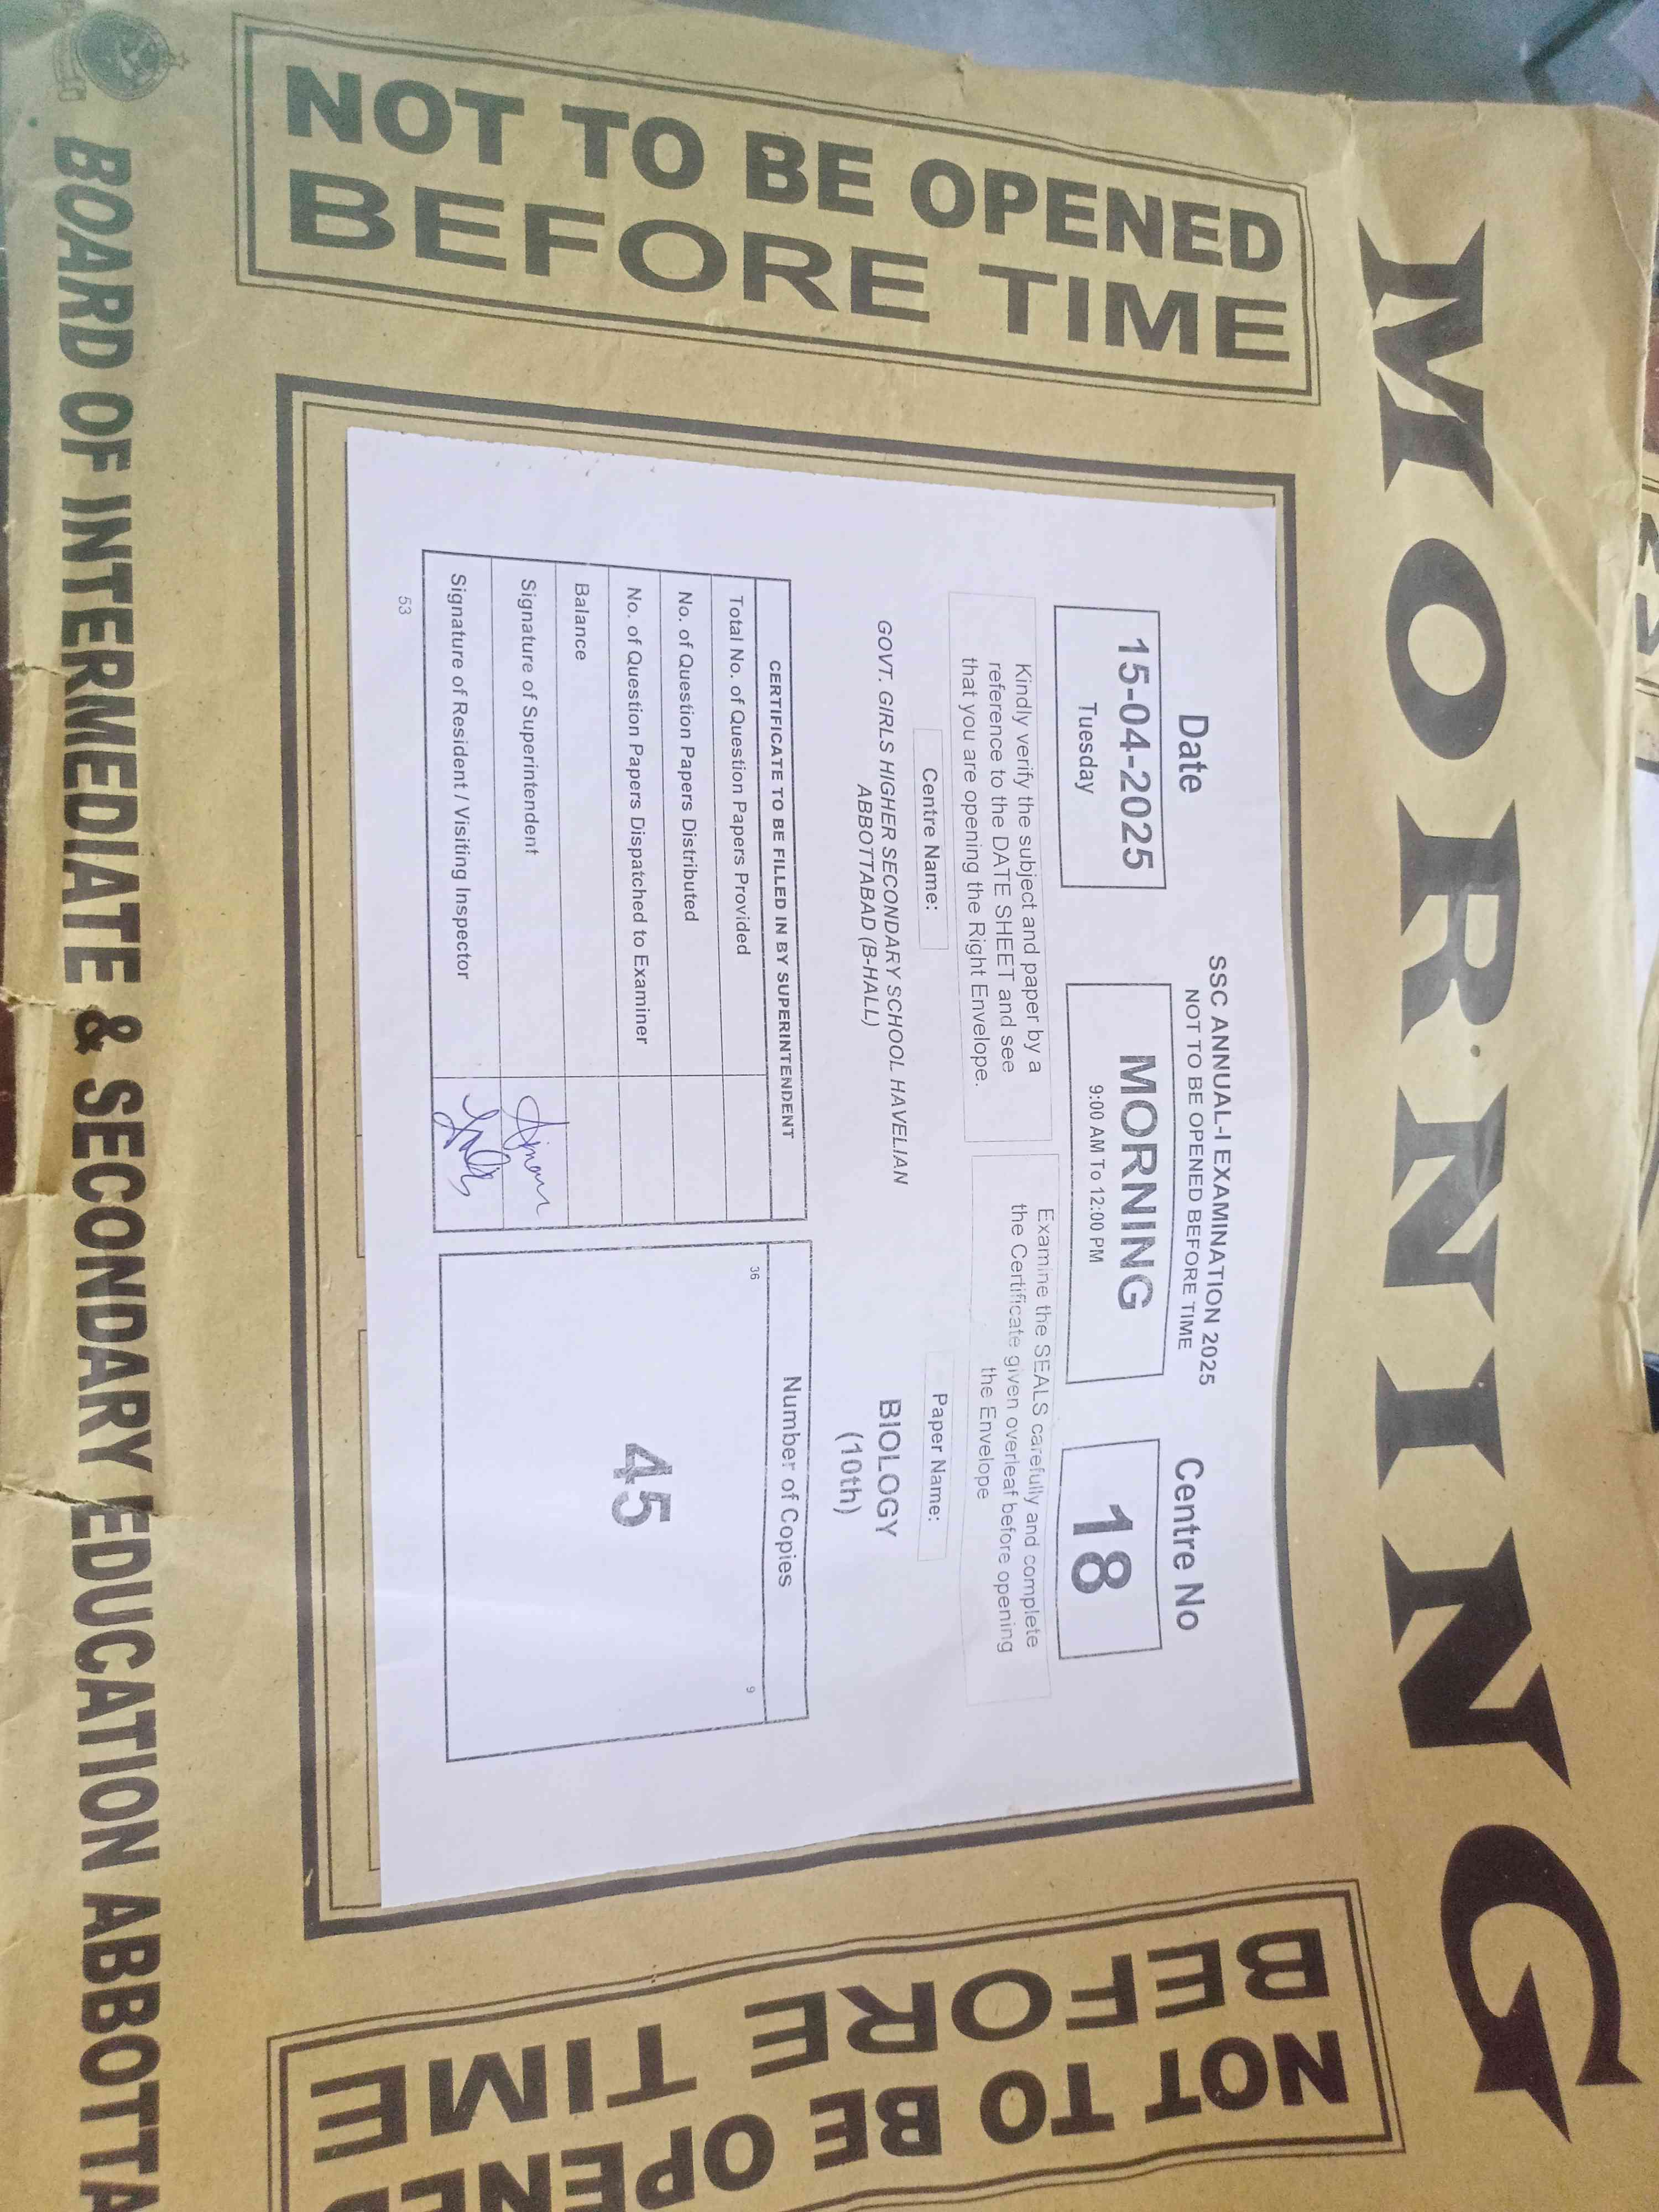 MORNING
NOT TO BE OPENED
BEFORE TIME
SSC ANNUAL-I EXAMINATION 2025
NOT TO BE OPENED BEFORE TIME
Date
15-04-2025
Tuesday
MORNING
9:00 AM To 12:00 PM
Centre No
18
Kindly verify the subject and paper by a
reference to the DATE SHEET and see
that you are opening the Right Envelope.
Examine the SEALS carefully and complete
the Certificate given overleaf before opening
the Envelope
Centre Name:
GOVT. GIRLS HIGHER SECONDARY SCHOOL HAVELIAN
ABBOTTABAD (B-HALL)
Paper Name:
BIOLOGY
(10th)
CERTIFICATE TO BE FILLED IN BY SUPERINTENDENT
Total No. of Question Papers Provided
No. of Question Papers Distributed
No. of Question Papers Dispatched to Examiner
Balance
Signature of Superintendent
Signature of Resident / Visiting Inspector
53
Number of Copies
36
9
45
NOT TO BE OPENE
BEFORE TIME
BOARD OF INTERMEDIATE & SECONDARY EDUCATION ABBOTTA